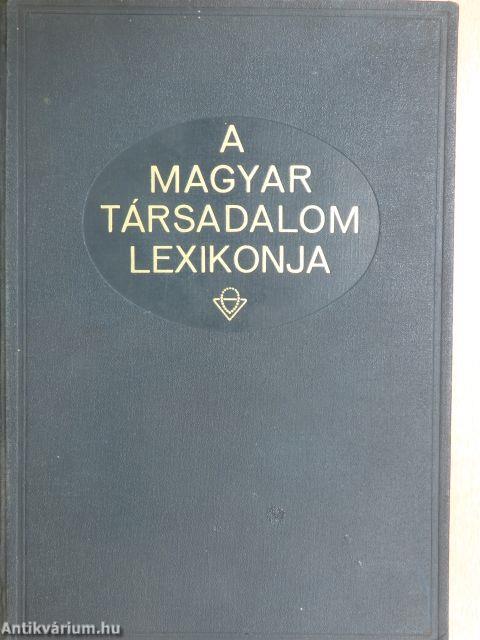 A
MAGYAR
TÁRSADALOM
LEXIKONJA
Antikvárium.hu